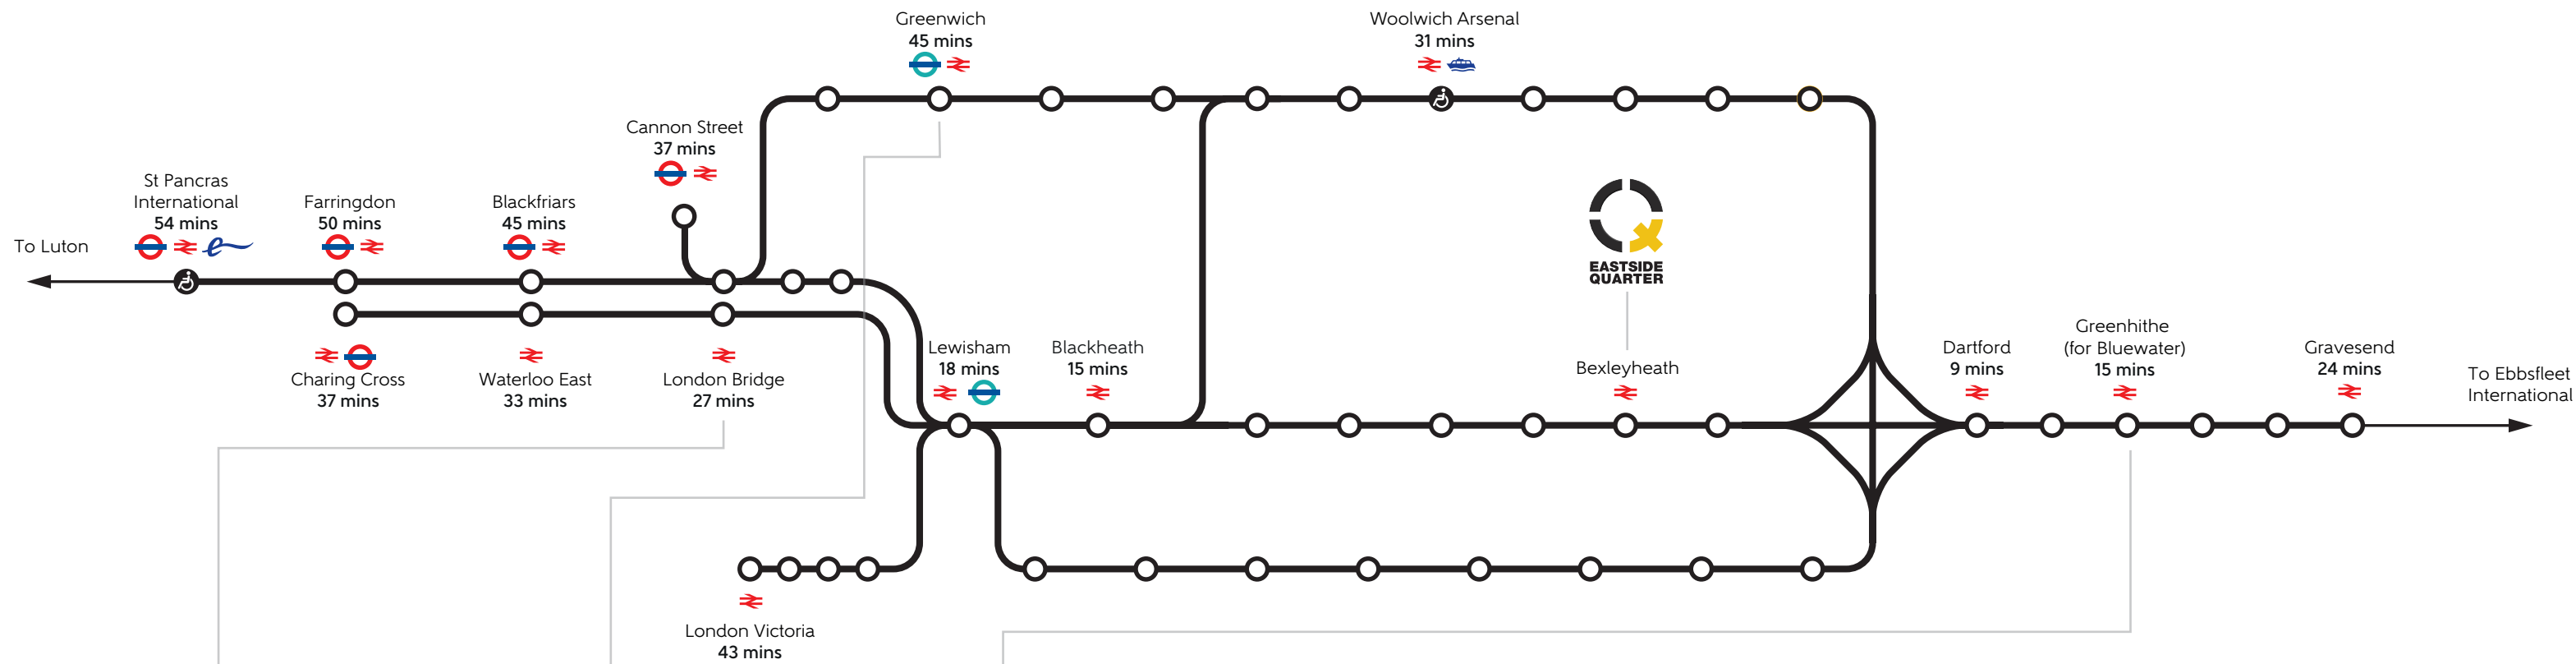 Greenwich
45 mins
Woolwich Arsenal
31 mins
Cannon Street
37 mins
St Pancras
International
54 mins
Farringdon
50 mins
Blackfriars
45 mins
To Luton
EASTSIDE
QUARTER
Charing Cross
37 mins
Waterloo East
33 mins
London Bridge
27 mins
Lewisham
18 mins
Blackheath
15 mins
Bexleyheath
Dartford
9 mins
Greenhithe
(for Bluewater)
15 mins
Gravesend
24 mins
To Ebbsfleet
International
London Victoria
43 mins